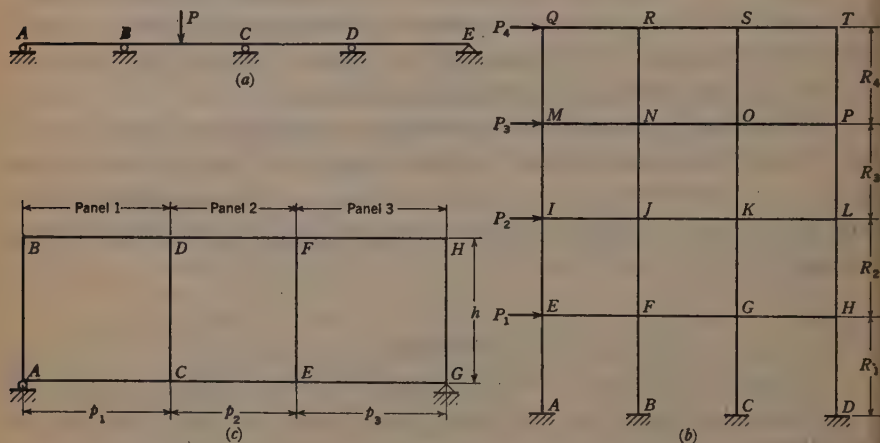 P
A B C D E
(a)
Panel 1 Panel 2 Panel 3
B D F H
h
A C E G
p₁ p₂ p₃
(c)
P₄ Q R S T
R₄
P₃ M N O P
R₃
P₂ I J K L
R₂
P₁ E F G H
R₁
A B C D
(b)